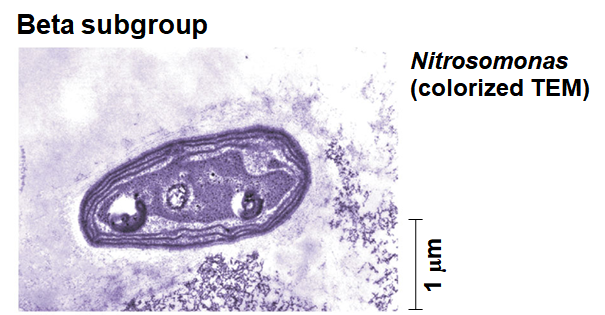 Beta subgroup
Nitrosomonas
(colorized TEM)
1 μm